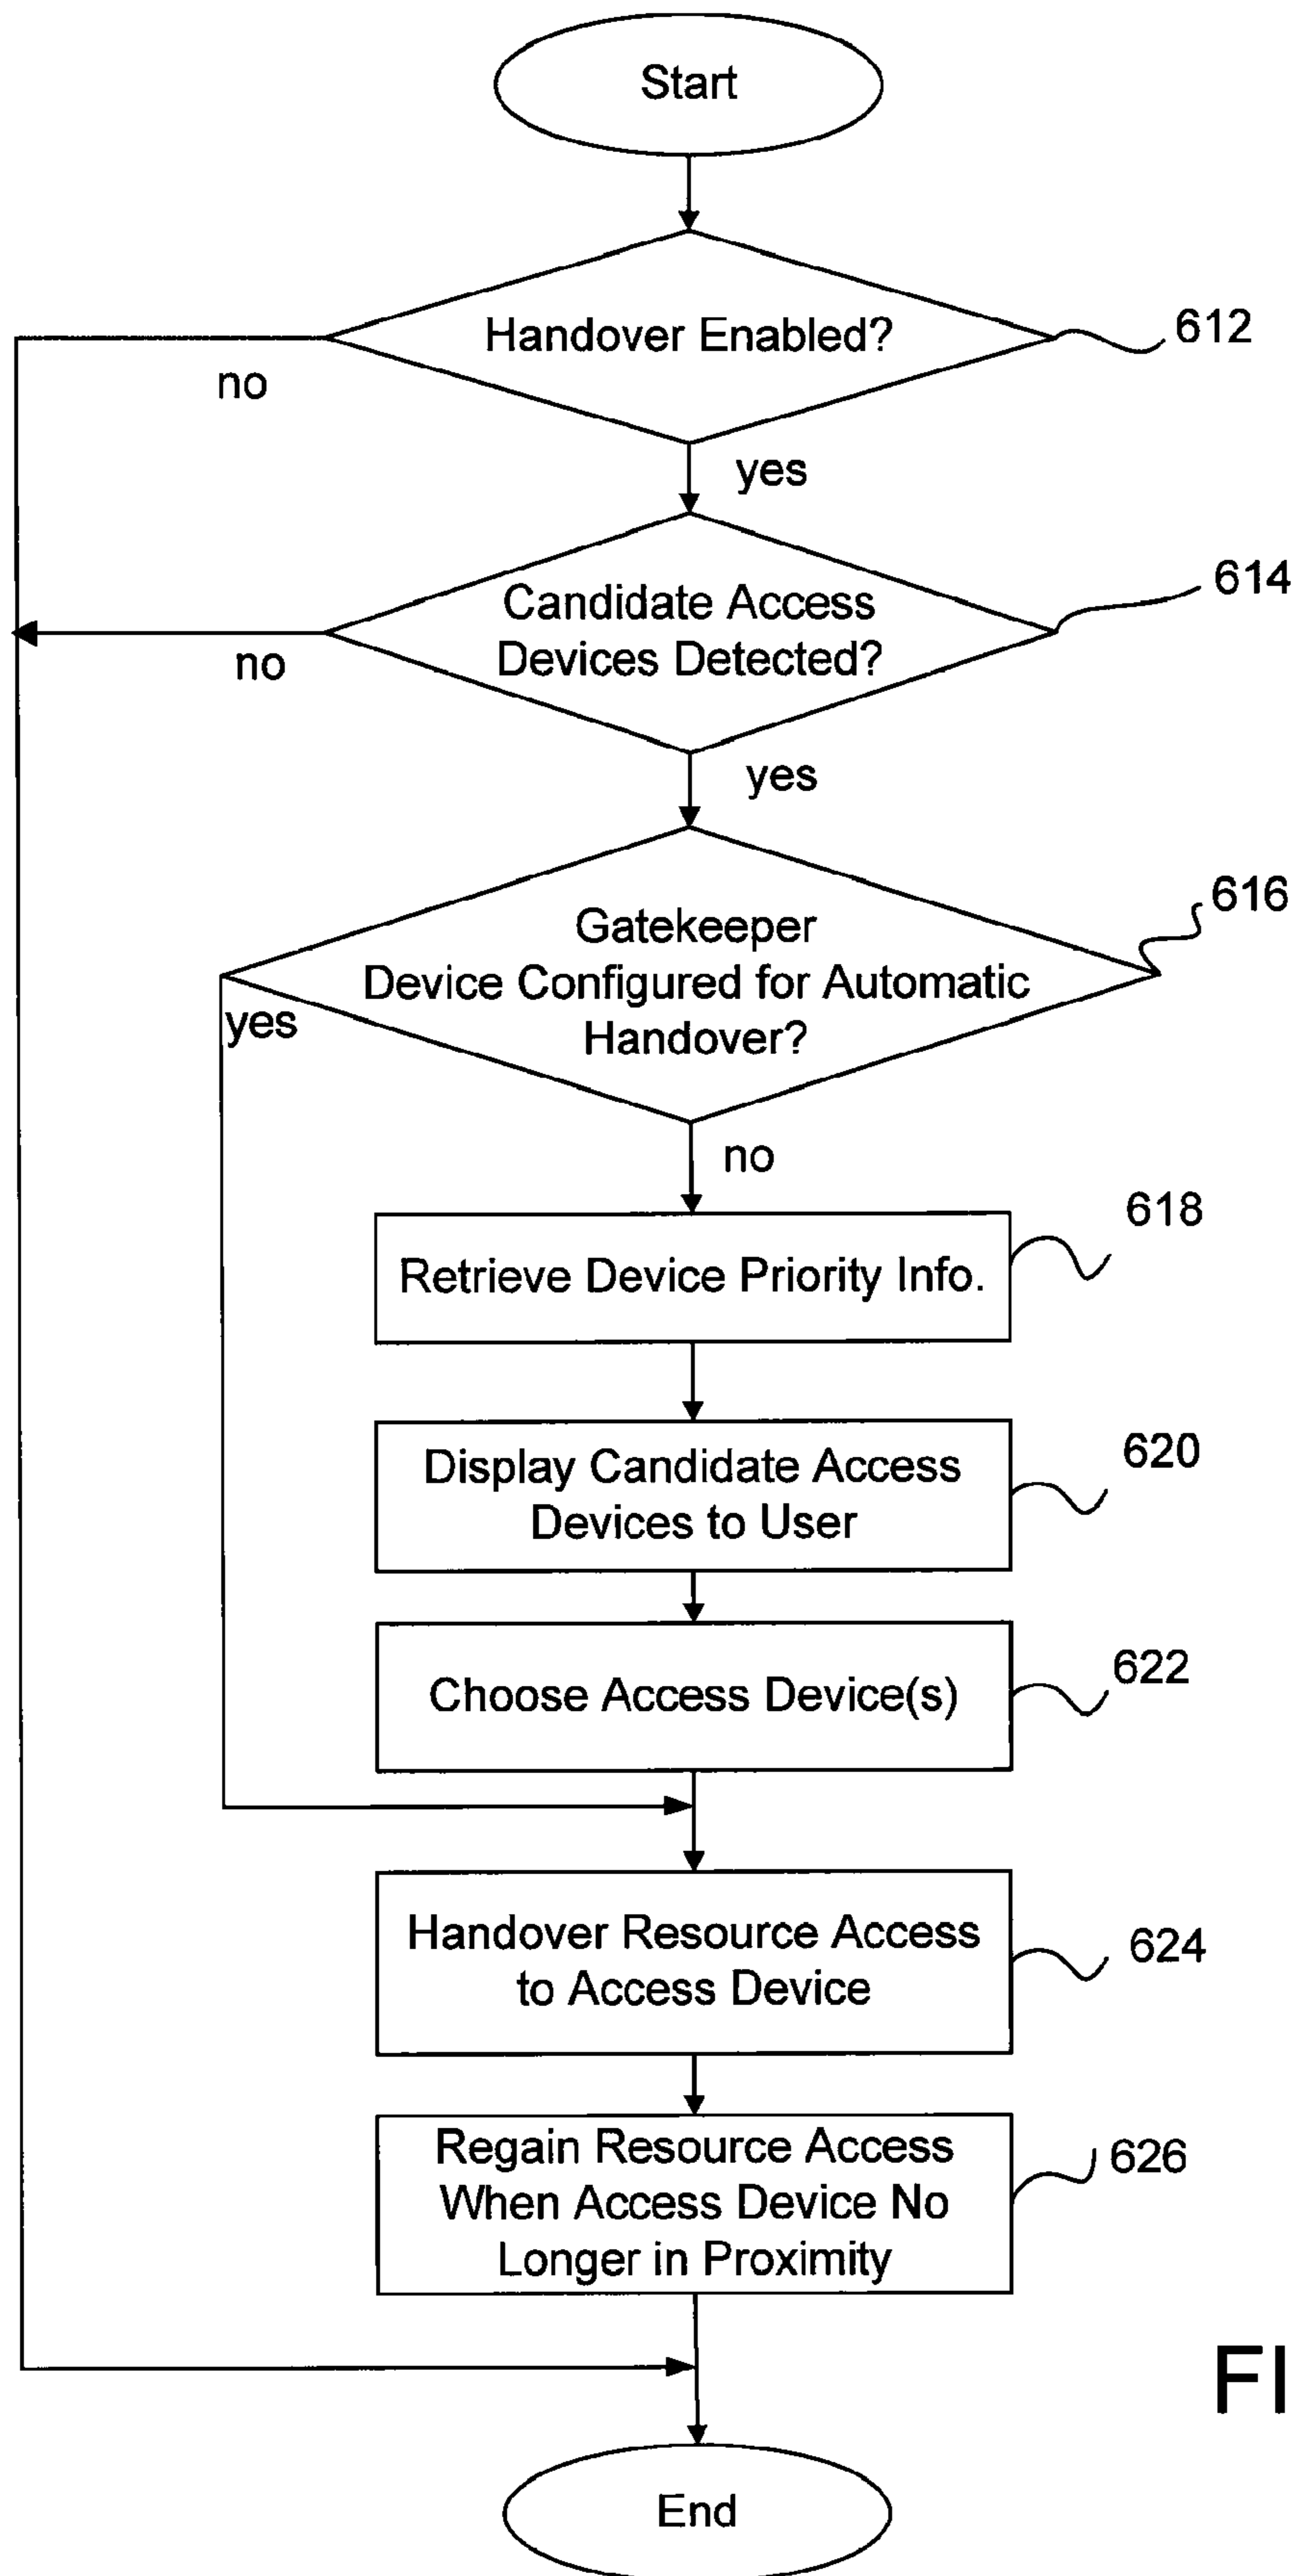 Start
Handover Enabled?
612
no
yes
Candidate Access
Devices Detected?
614
no
yes
Gatekeeper
Device Configured for Automatic
Handover?
616
yes
no
618
Retrieve Device Priority Info.
Display Candidate Access
Devices to User
620
Choose Access Device(s)
622
Handover Resource Access
to Access Device
624
Regain Resource Access
When Access Device No
Longer in Proximity
626
FI
End